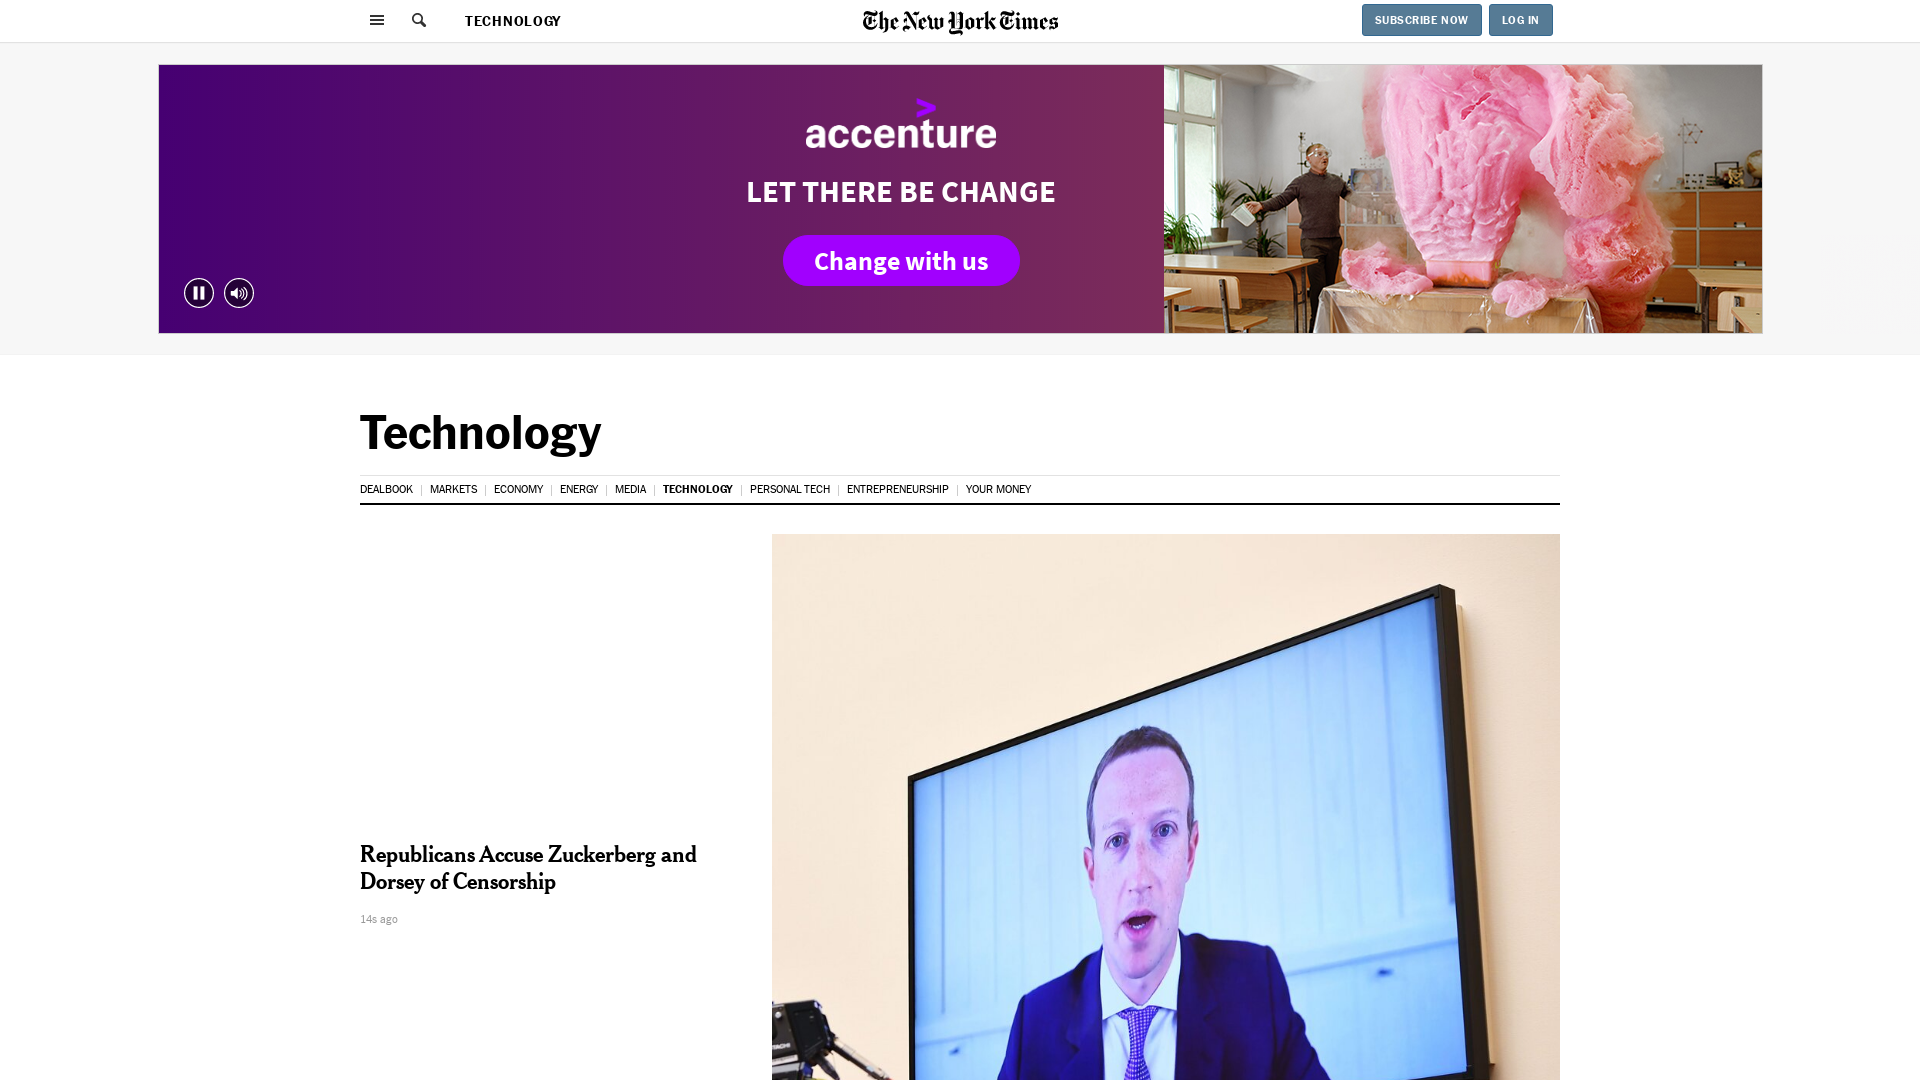 TECHNOLOGY
The New York Times
SUBSCRIBE NOW
LOG IN
accenture
LET THERE BE CHANGE
Change with us
Technology
DEALBOOK
MARKETS
ECONOMY
ENERGY
MEDIA
TECHNOLOGY
PERSONAL TECH
ENTREPRENEURSHIP
YOUR MONEY
Republicans Accuse Zuckerberg and
Dorsey of Censorship
14s ago